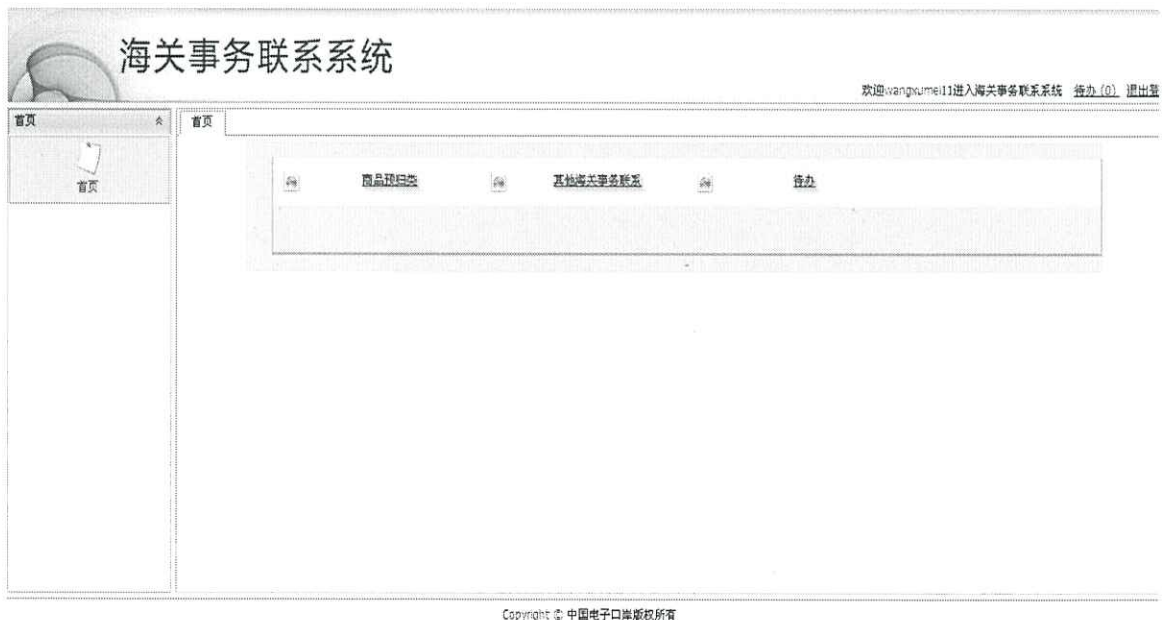 海关事务联系系统
欢迎wangxumei11进入海关事务联系系统 待办 (0) 退出登
首页
首页
首页
商品预归类 其他海关事务联系 待办
Copyright © 中国电子口岸版权所有